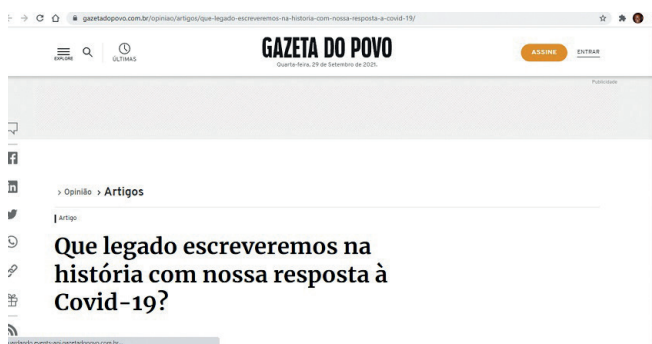 gazetadopovo.com.br/opiniao/artigos/que-legado-escreveremos-na-historia-com-nossa-resposta-a-covid-19/
EXPLORE
ÚLTIMAS
GAZETA DO POVO
Quarta-feira, 29 de Setembro de 2021.
ASSINE
ENTRAR
Publicidade
> Opinião > Artigos
Artigo
Que legado escreveremos na
história com nossa resposta à
Covid-19?